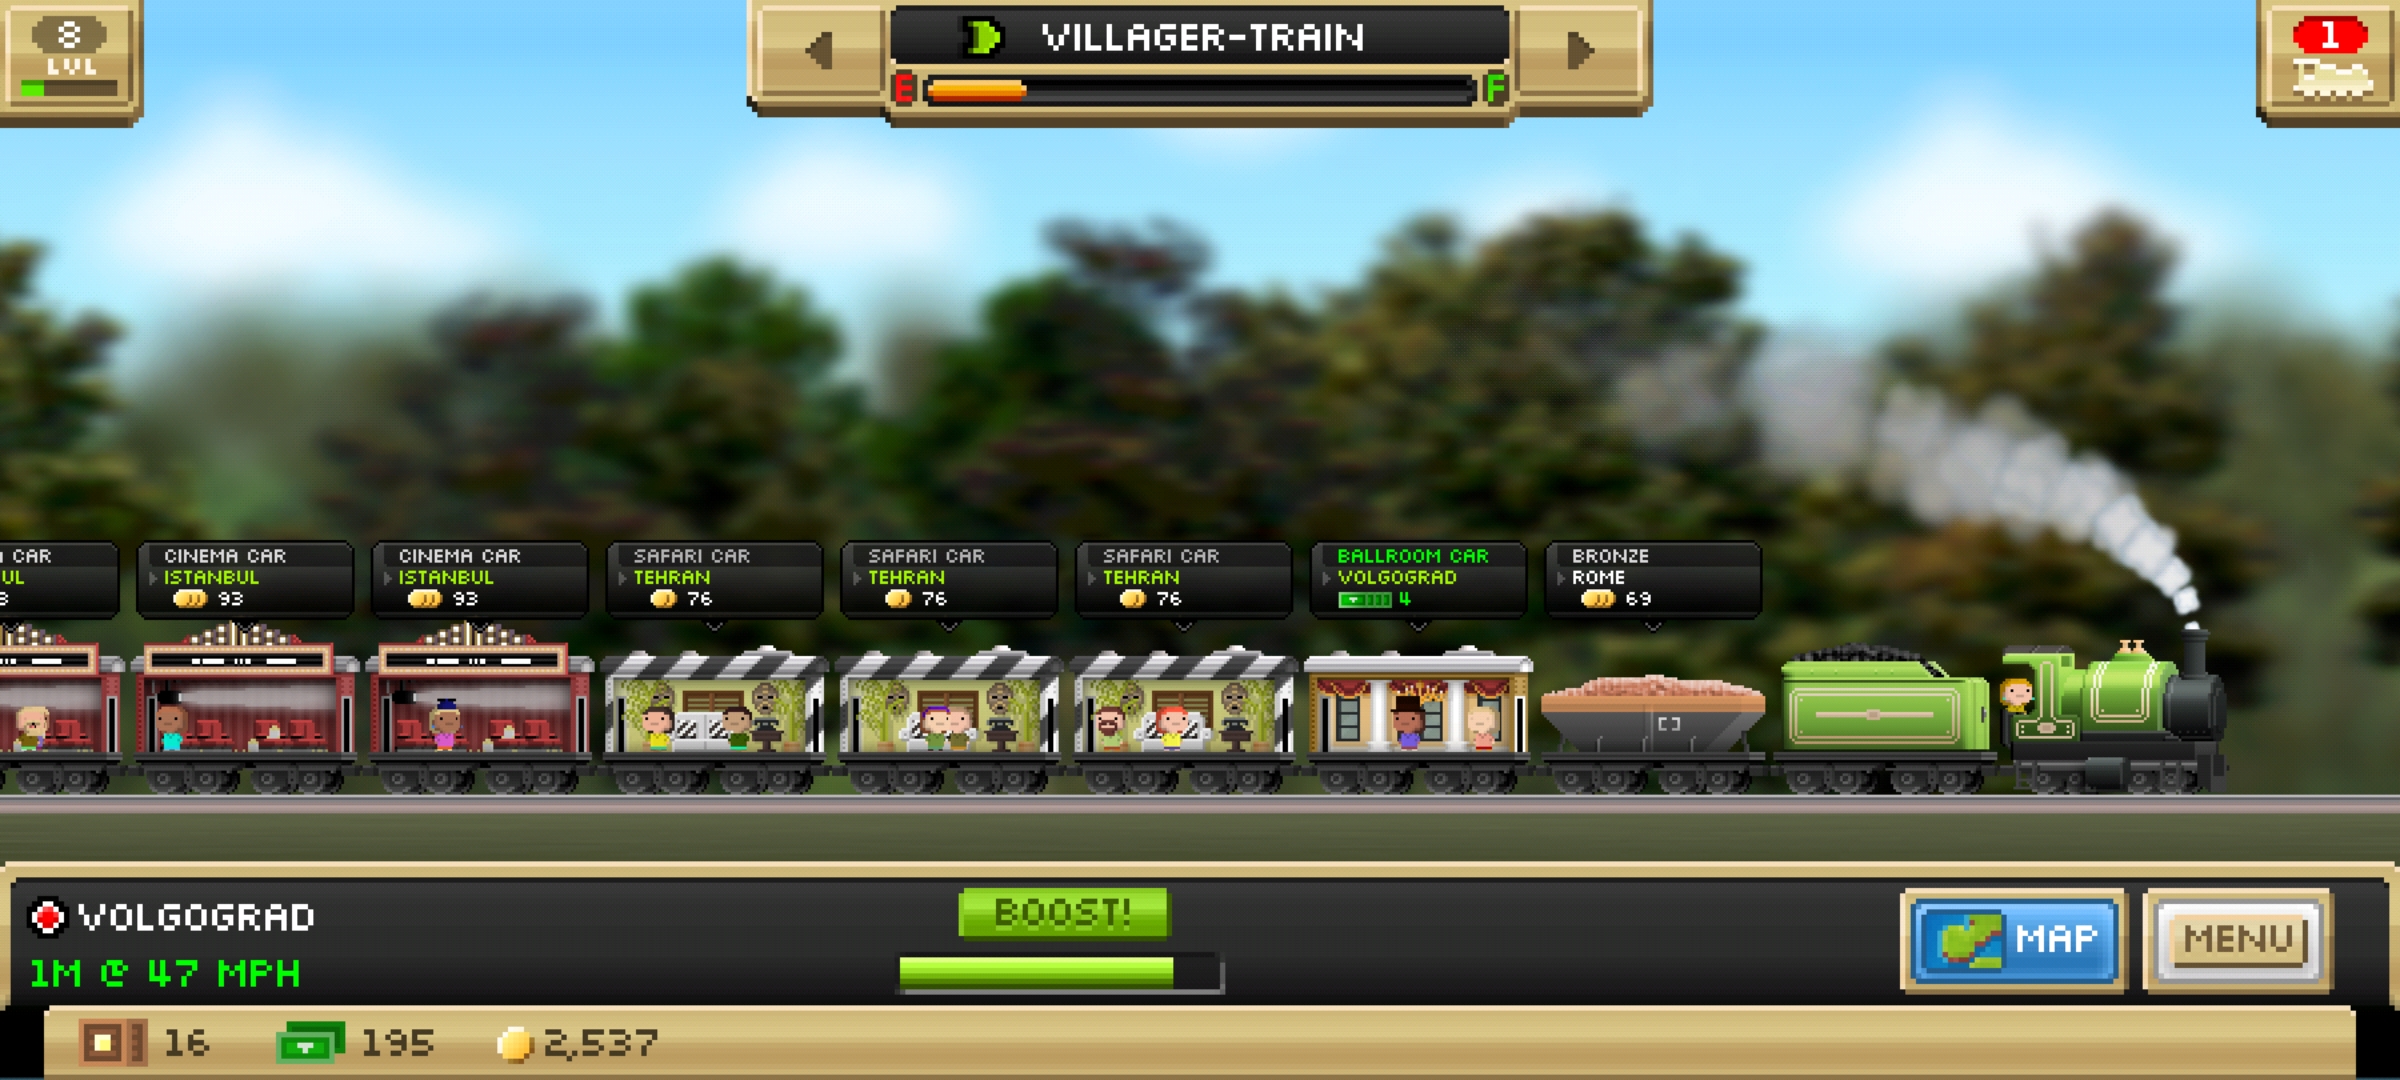 8
LVL
VILLAGER-TRAIN
E
F
1
CAR
UL
CINEMA CAR
ISTANBUL
93
CINEMA CAR
ISTANBUL
93
SAFARI CAR
TEHRAN
76
SAFARI CAR
TEHRAN
76
SAFARI CAR
TEHRAN
76
BALLROOM CAR
VOLGOGRAD
4
BRONZE
ROME
69
VOLGOGRAD
1M @ 47 MPH
BOOST!
MAP
MENU
16
195
2,537